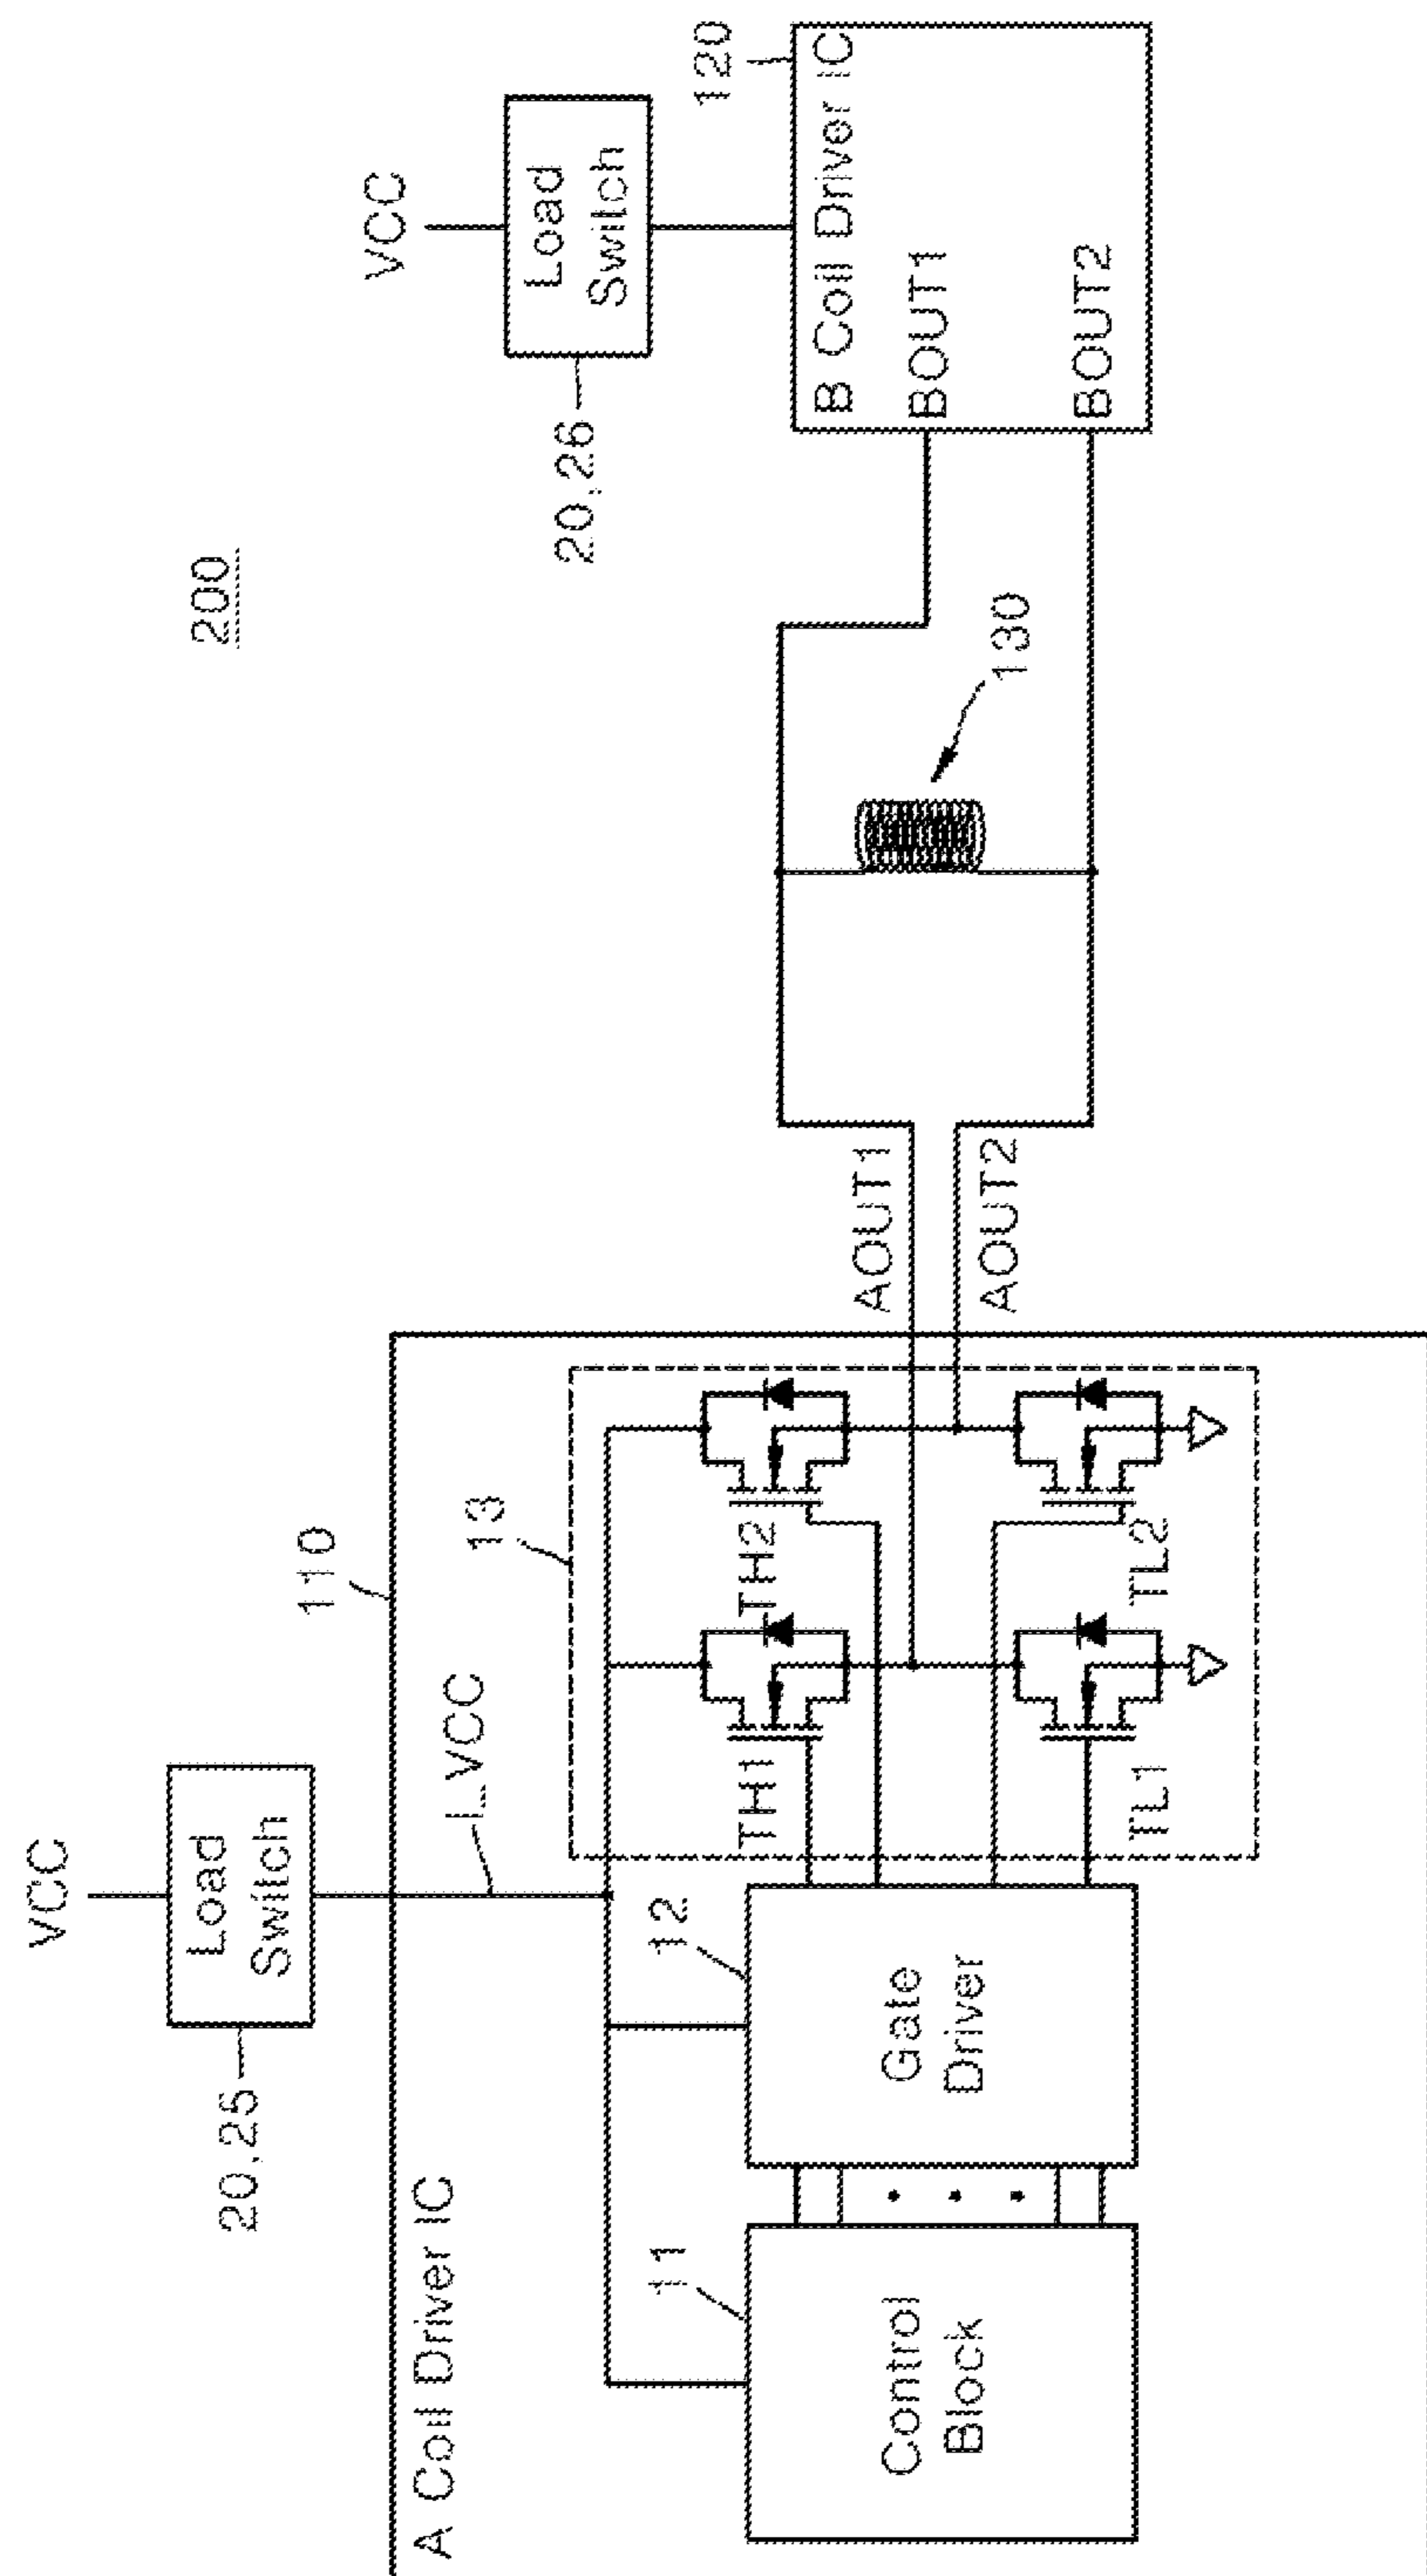 200
VCC
Load
Switch
20,25
VCC
Load
Switch
20,26
110
A Coil Driver IC
LVCC
13
120
B Coil Driver IC
BOUT1
BOUT2
11
Control
Block
12
Gate
Driver
TH1
TH2
TL1
TL2
AOUT1
AOUT2
130